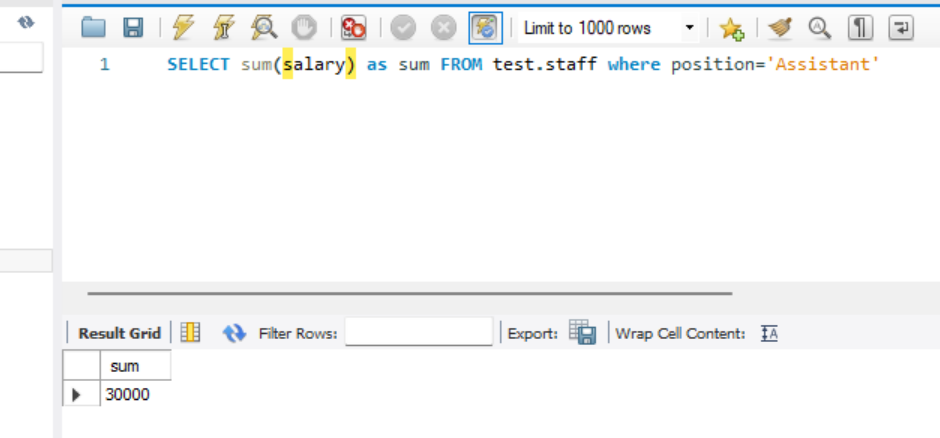 Limit to 1000 rows
1 SELECT sum(salary) as sum FROM test.staff where position='Assistant'
Result Grid Filter Rows: Export: Wrap Cell Content:
sum
30000